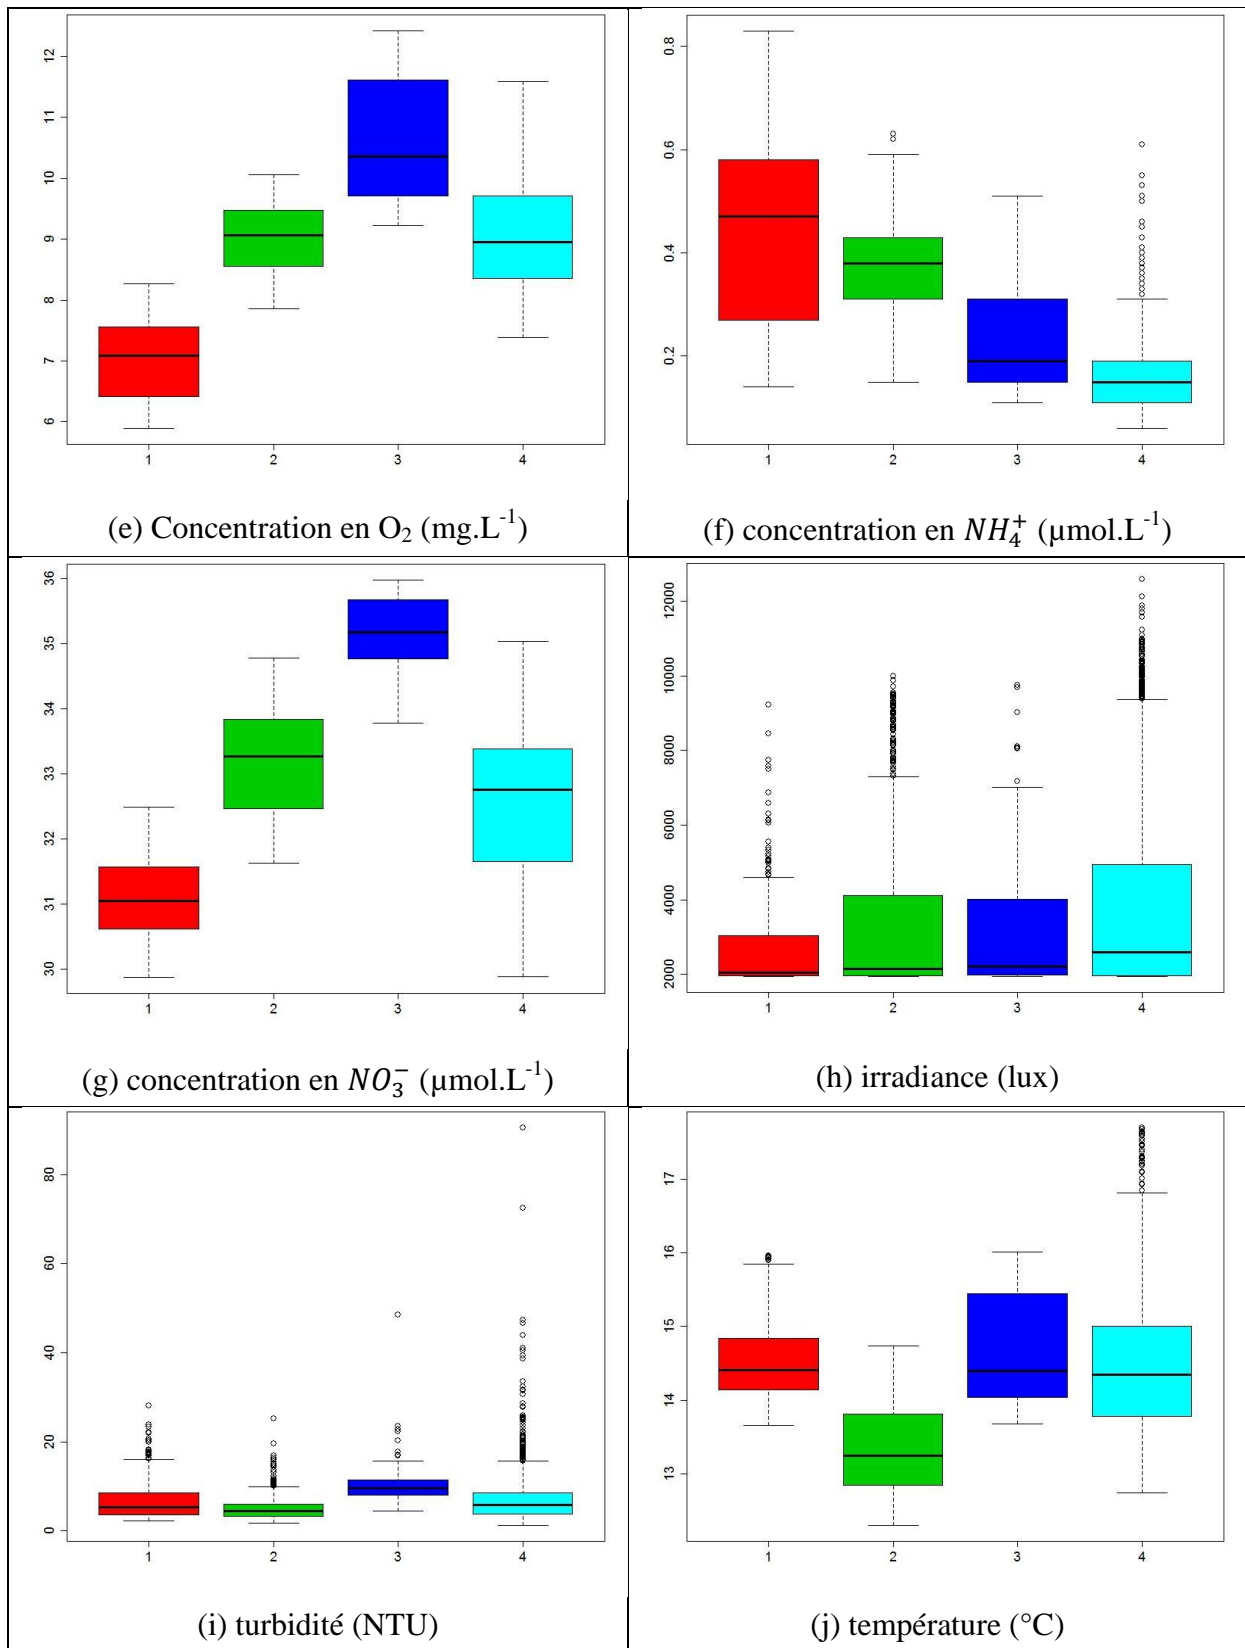 12
11
10
9
8
7
6
1 2 3 4
(e) Concentration en O2 (mg.L-1)
0.8
0.6
0.4
0.2
1 2 3 4
(f) concentration en NH4+ (µmol.L-1)
36
35
34
33
32
31
30
1 2 3 4
(g) concentration en NO3− (µmol.L-1)
12000
10000
8000
6000
4000
2000
1 2 3 4
(h) irradiance (lux)
80
60
40
20
0
1 2 3 4
(i) turbidité (NTU)
17
16
15
14
13
1 2 3 4
(j) température (°C)